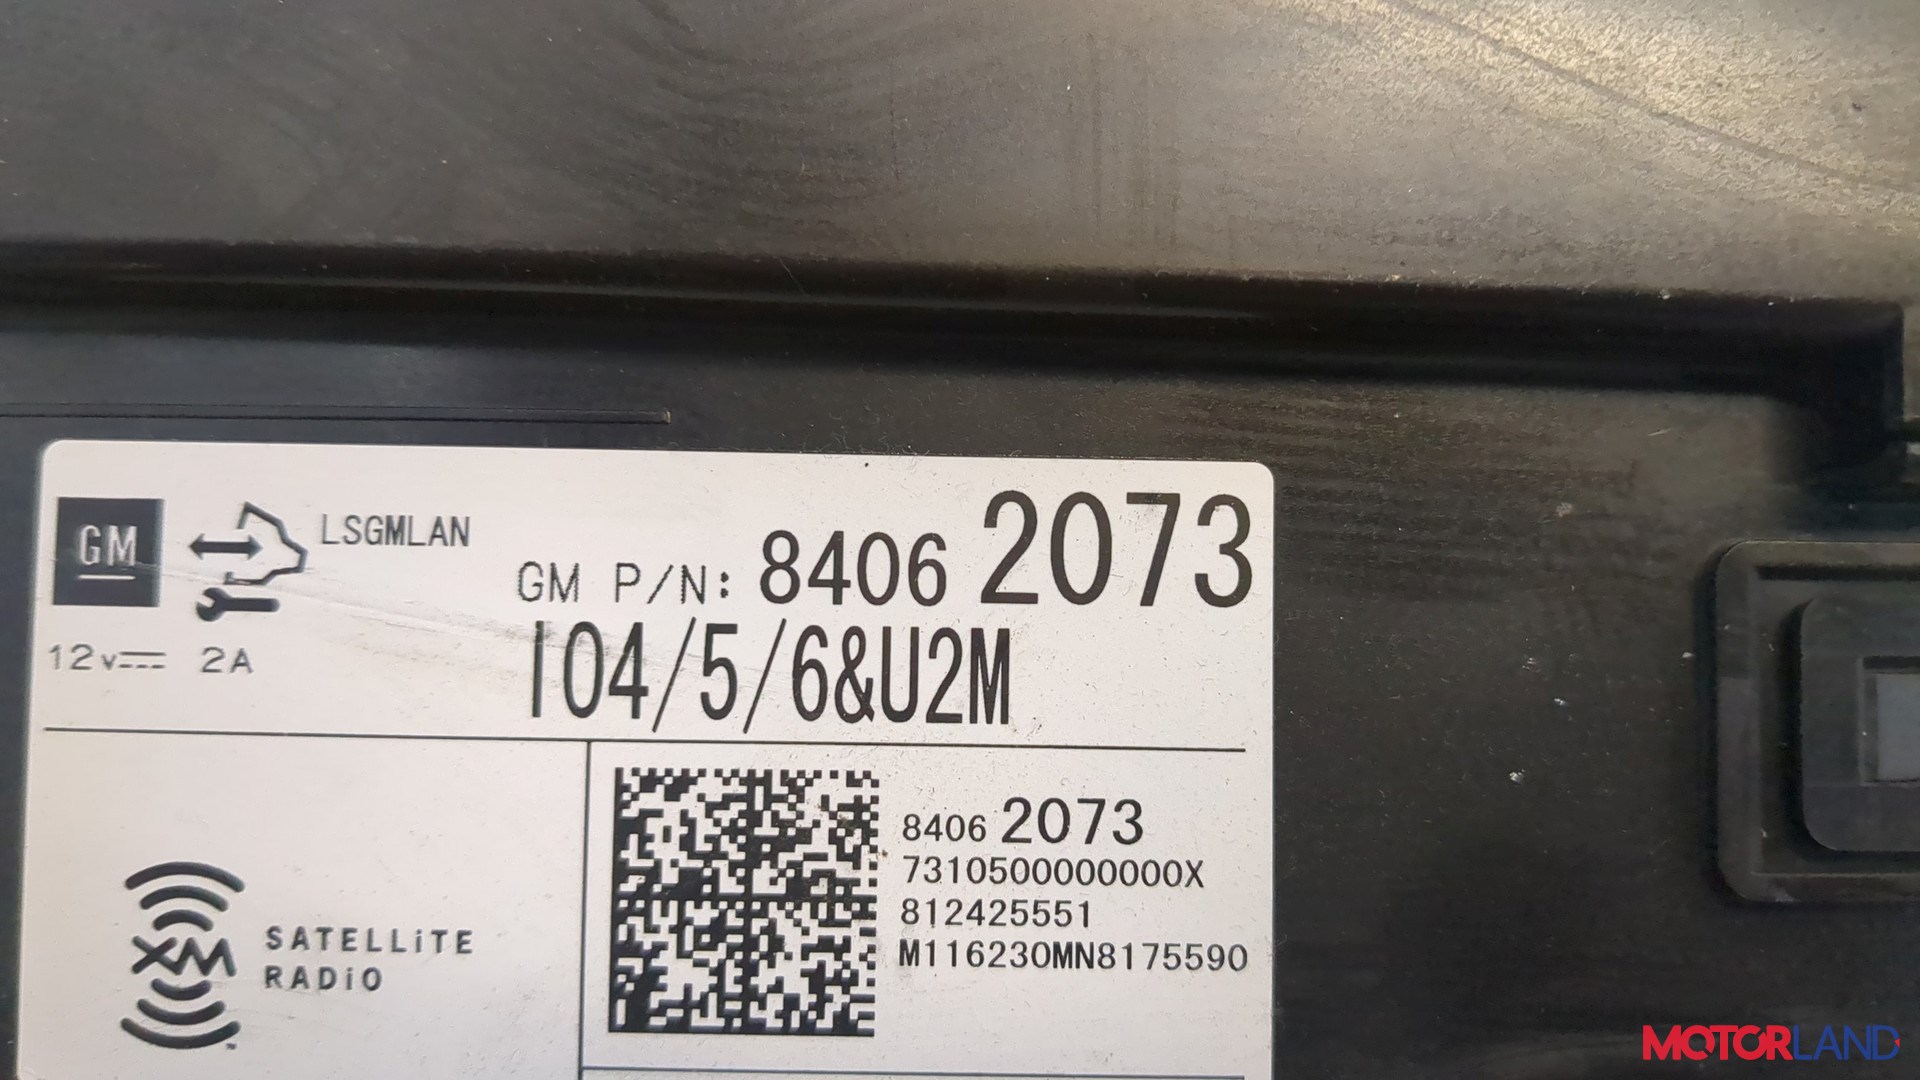 GM
LSGMLAN
GM P/N: 8406 2073
12v 2A
IO4/5/6&U2M
XM SATELLiTE
RADiO
8406 2073
7310500000000X
812425551
M116230MN8175590
MOTORLAND